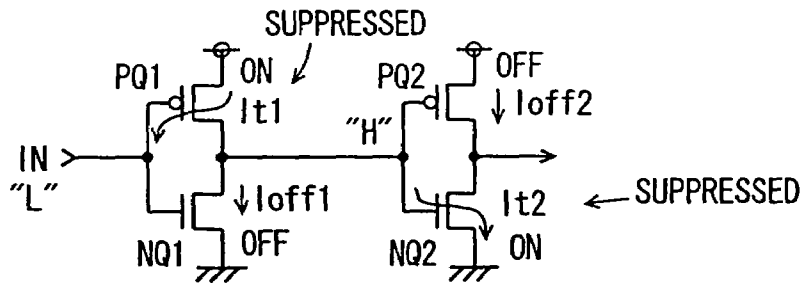 SUPPRESSED
PQ1
ON
It1
PQ2
OFF
Ioff2
"H"
IN
"L"
Ioff1
It2
SUPPRESSED
NQ1
OFF
NQ2
ON